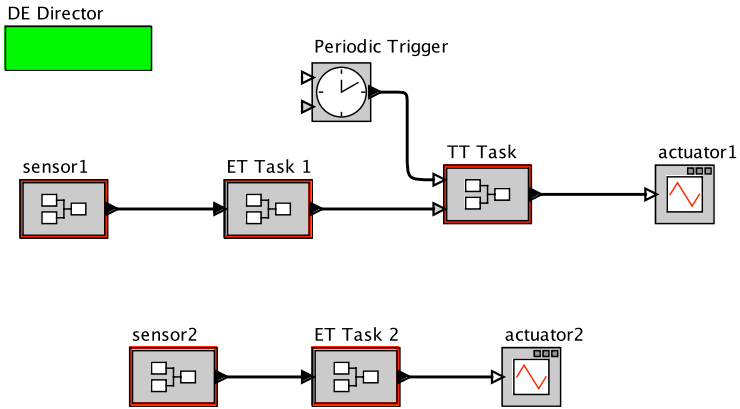 DE Director
Periodic Trigger
sensor1
ET Task 1
TT Task
actuator1
sensor2
ET Task 2
actuator2